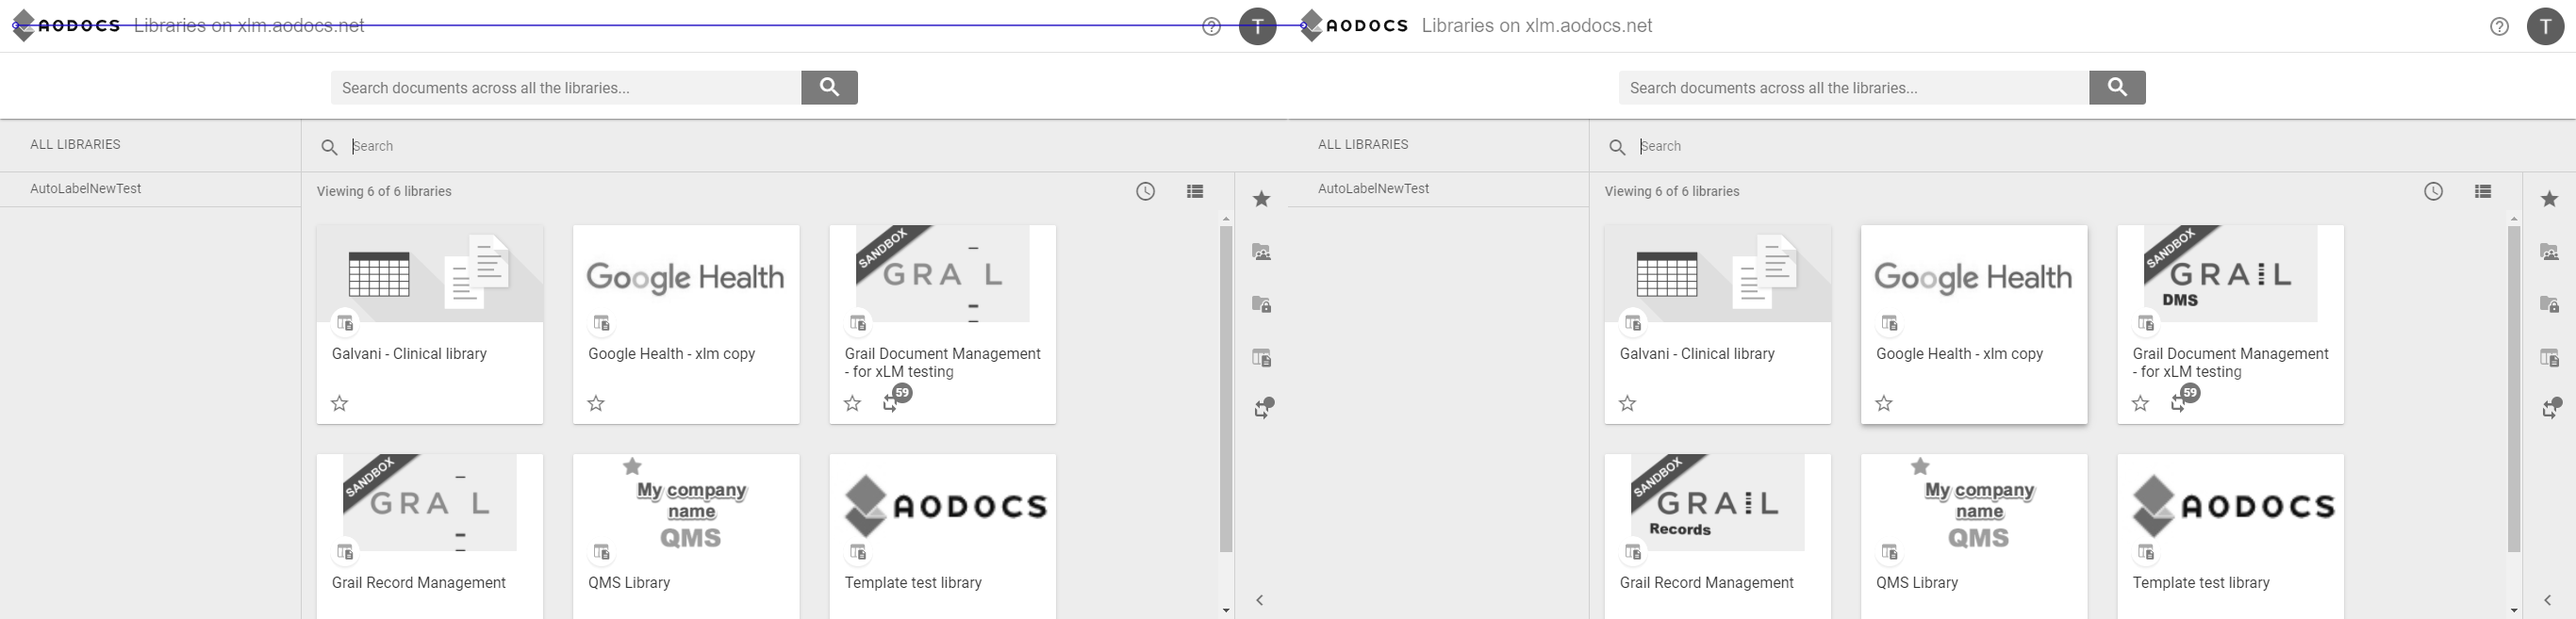 AODOCS Libraries on xlm.aodocs.net T
Search documents across all the libraries...
ALL LIBRARIES
Search
AutoLabelNewTest
Viewing 6 of 6 libraries
Google Health
SANDBOX
GRA L
Galvani - Clinical library
Google Health - xlm copy
Grail Document Management
- for xLM testing
59
SANDBOX
GRA L
My company
name
QMS
AODOCS
Grail Record Management
QMS Library
Template test library
AODOCS Libraries on xlm.aodocs.net T
Search documents across all the libraries...
ALL LIBRARIES
Search
AutoLabelNewTest
Viewing 6 of 6 libraries
Google Health
SANDBOX
GRAIL
DMS
Galvani - Clinical library
Google Health - xlm copy
Grail Document Management
- for xLM testing
59
SANDBOX
GRAIL
Records
My company
name
QMS
AODOCS
Grail Record Management
QMS Library
Template test library